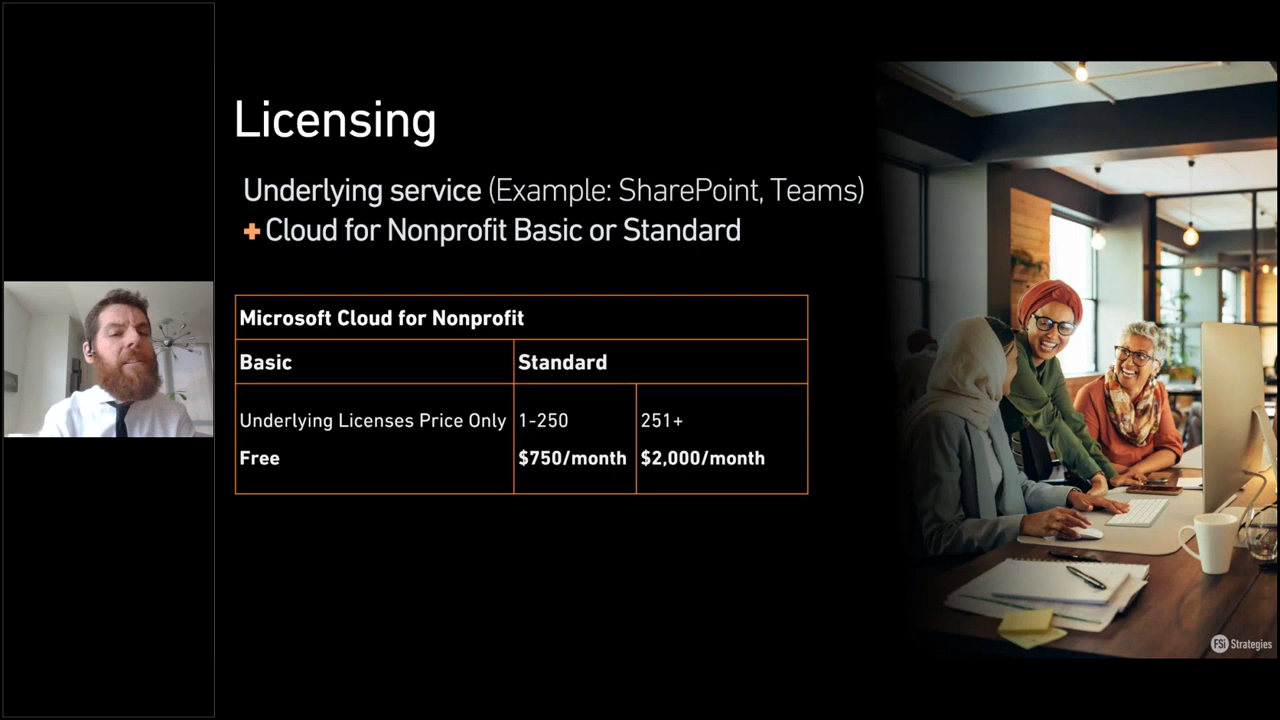 Licensing
Underlying service (Example: SharePoint, Teams)
+ Cloud for Nonprofit Basic or Standard
Microsoft Cloud for Nonprofit
Basic
Standard
Underlying Licenses Price Only
1-250
251+
Free
$750/month
$2,000/month
FSi Strategies